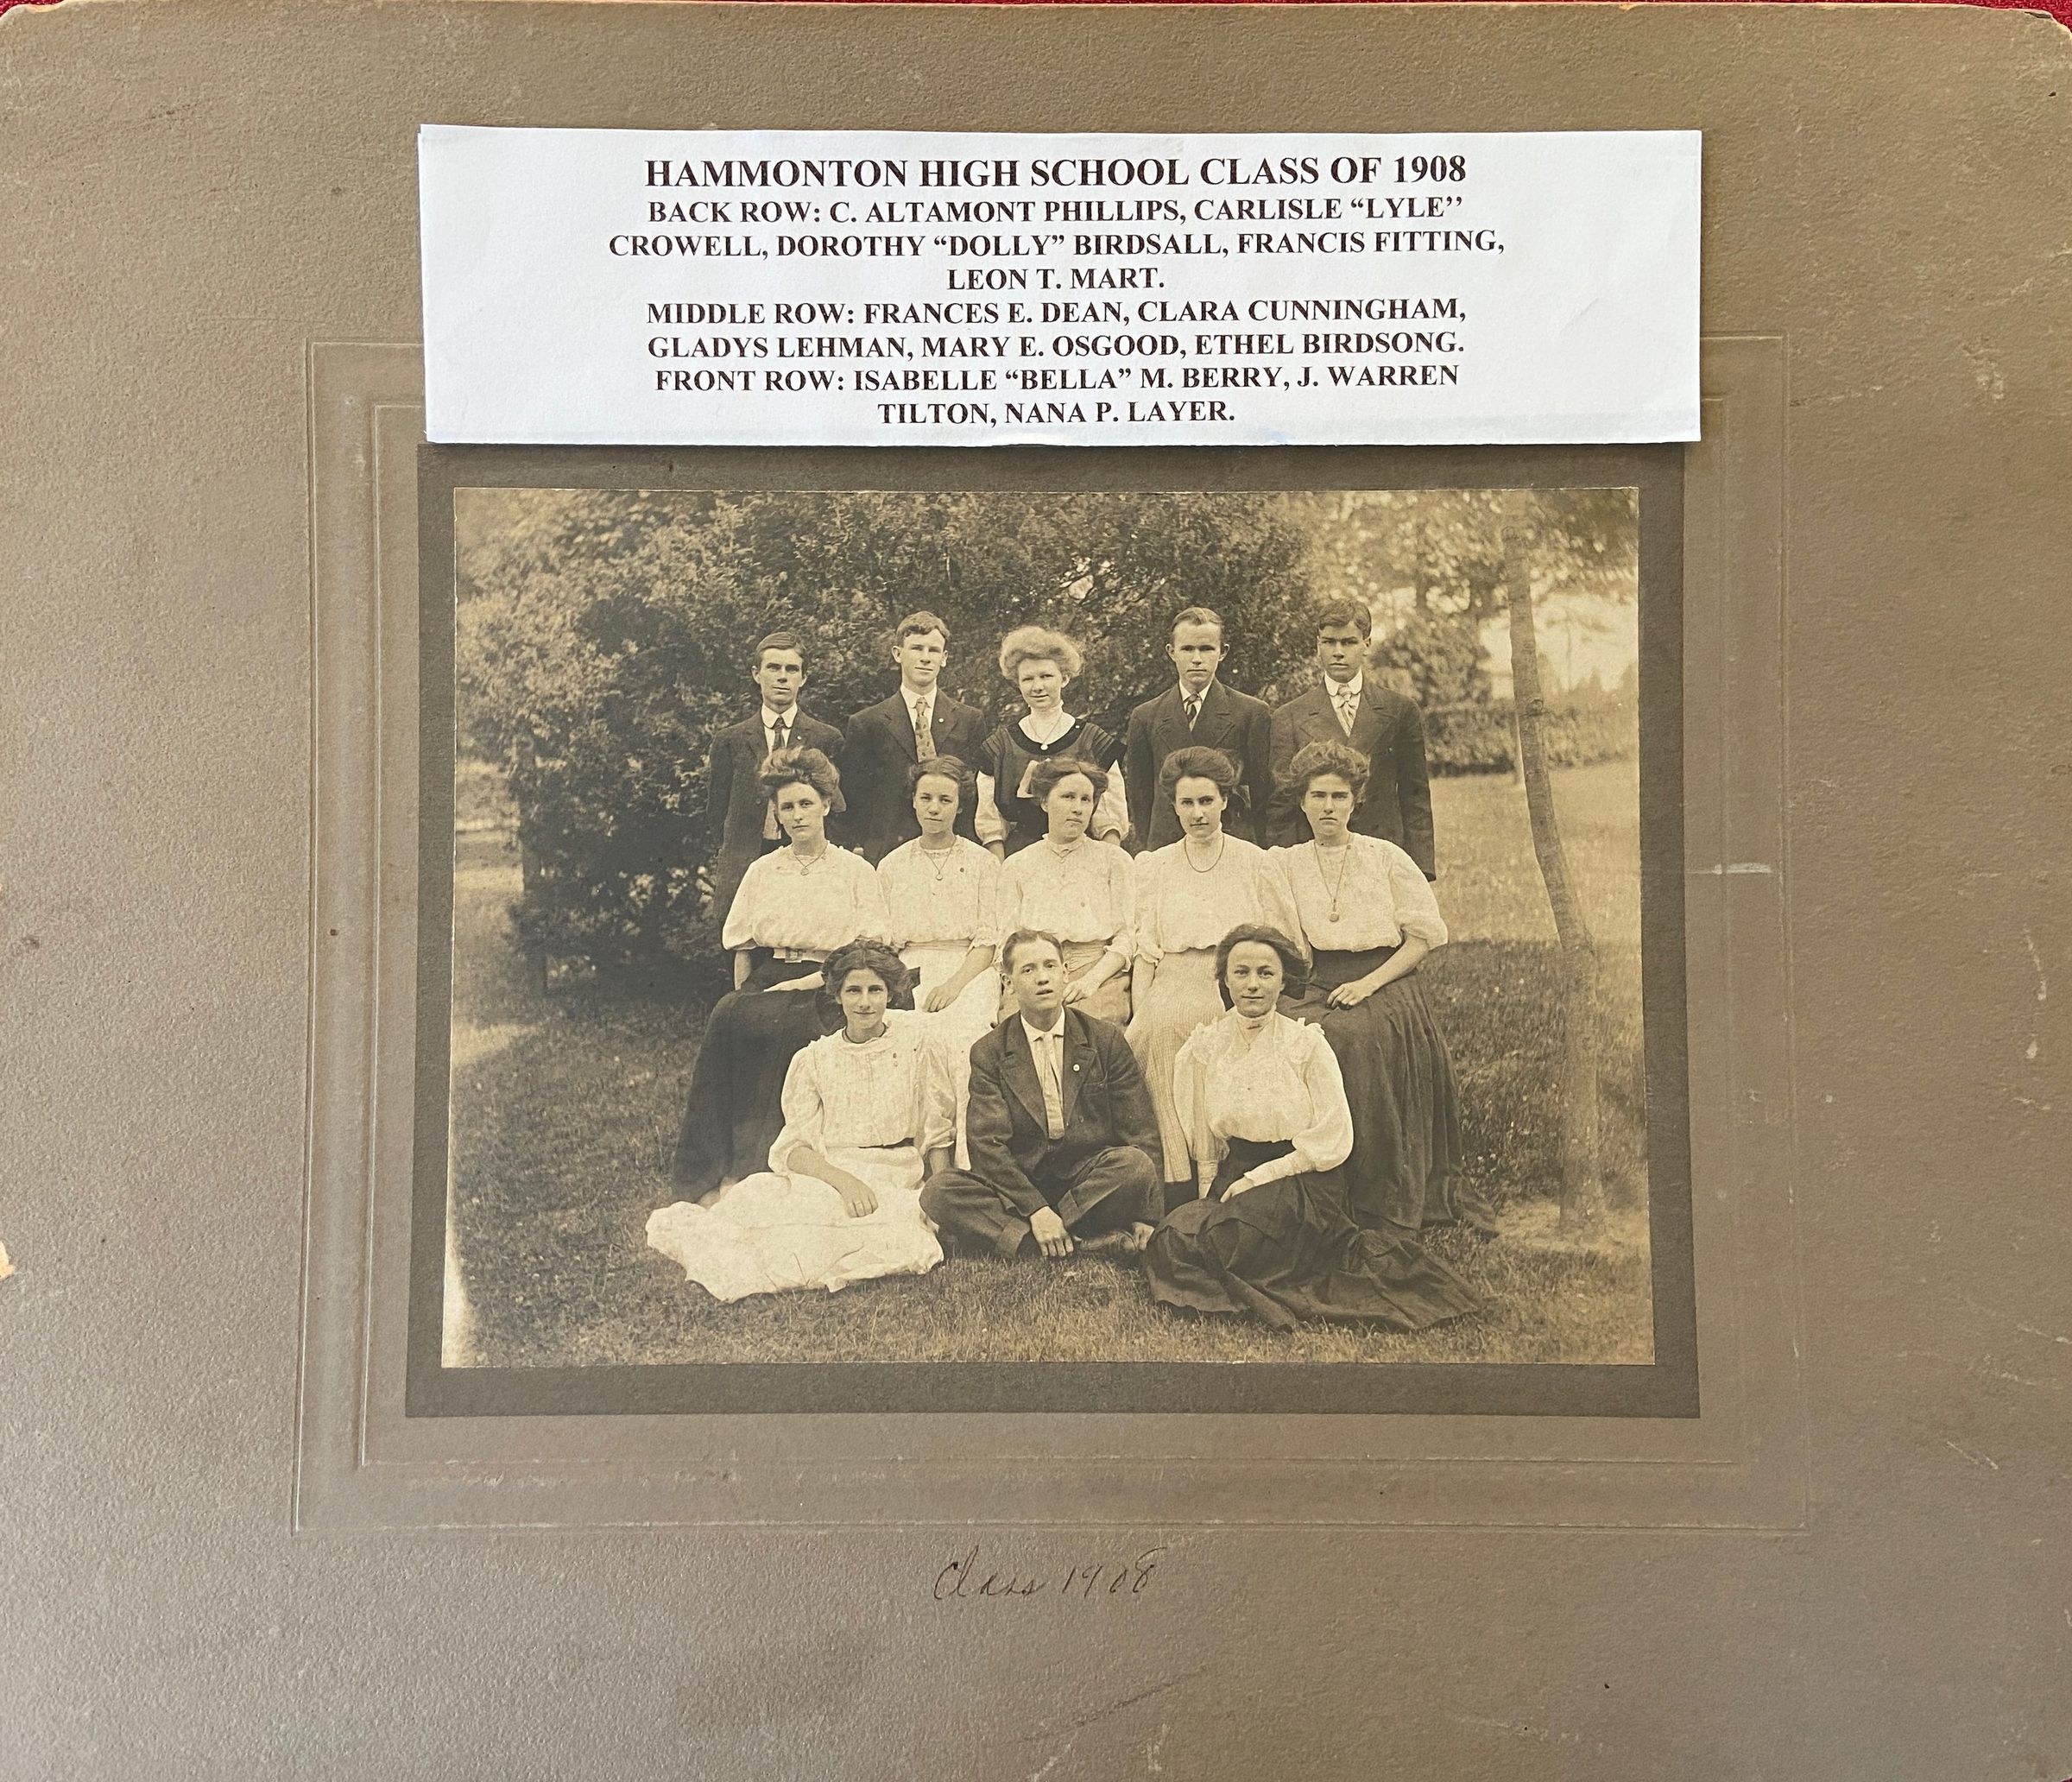 HAMMONTON HIGH SCHOOL CLASS OF 1908
BACK ROW: C. ALTAMONT PHILLIPS, CARLISLE “LYLE’’
CROWELL, DOROTHY “DOLLY” BIRDSALL, FRANCIS FITTING,
LEON T. MART.
MIDDLE ROW: FRANCES E. DEAN, CLARA CUNNINGHAM,
GLADYS LEHMAN, MARY E. OSGOOD, ETHEL BIRDSONG.
FRONT ROW: ISABELLE “BELLA” M. BERRY, J. WARREN
TILTON, NANA P. LAYER.
Class 1908